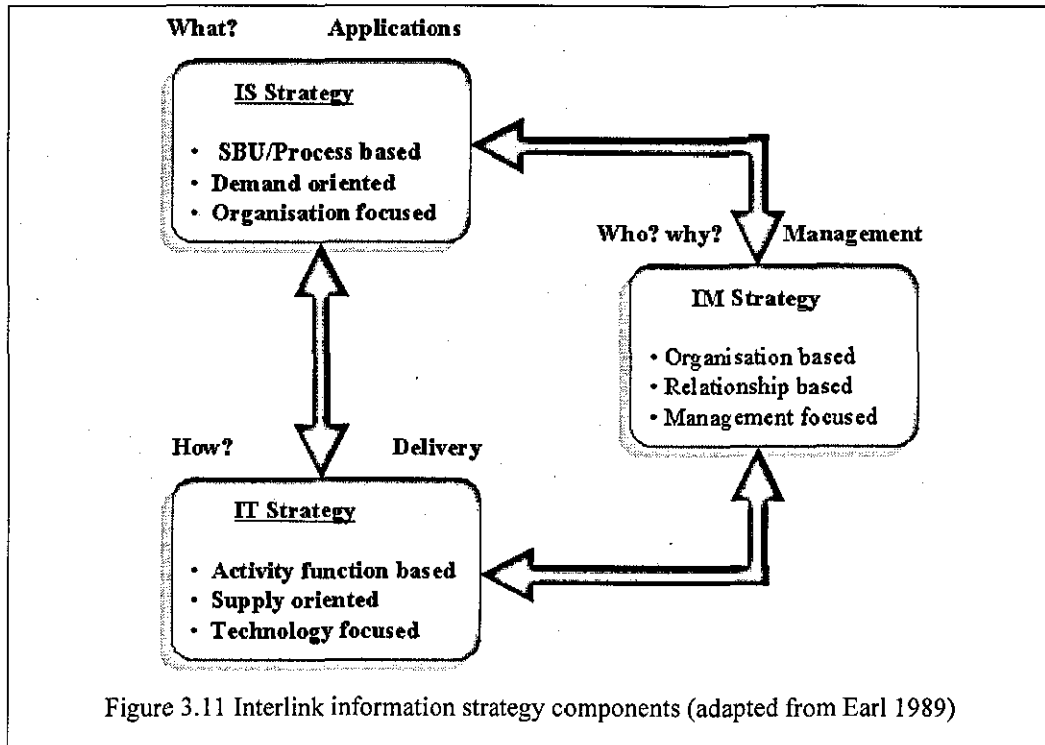 What? Applications
IS Strategy
• SBU/Process based
• Demand oriented
• Organisation focused
Who? why? Management
IM Strategy
• Organisation based
• Relationship based
• Management focused
How? Delivery
IT Strategy
• Activity function based
• Supply oriented
• Technology focused
Figure 3.11 Interlink information strategy components (adapted from Earl 1989)